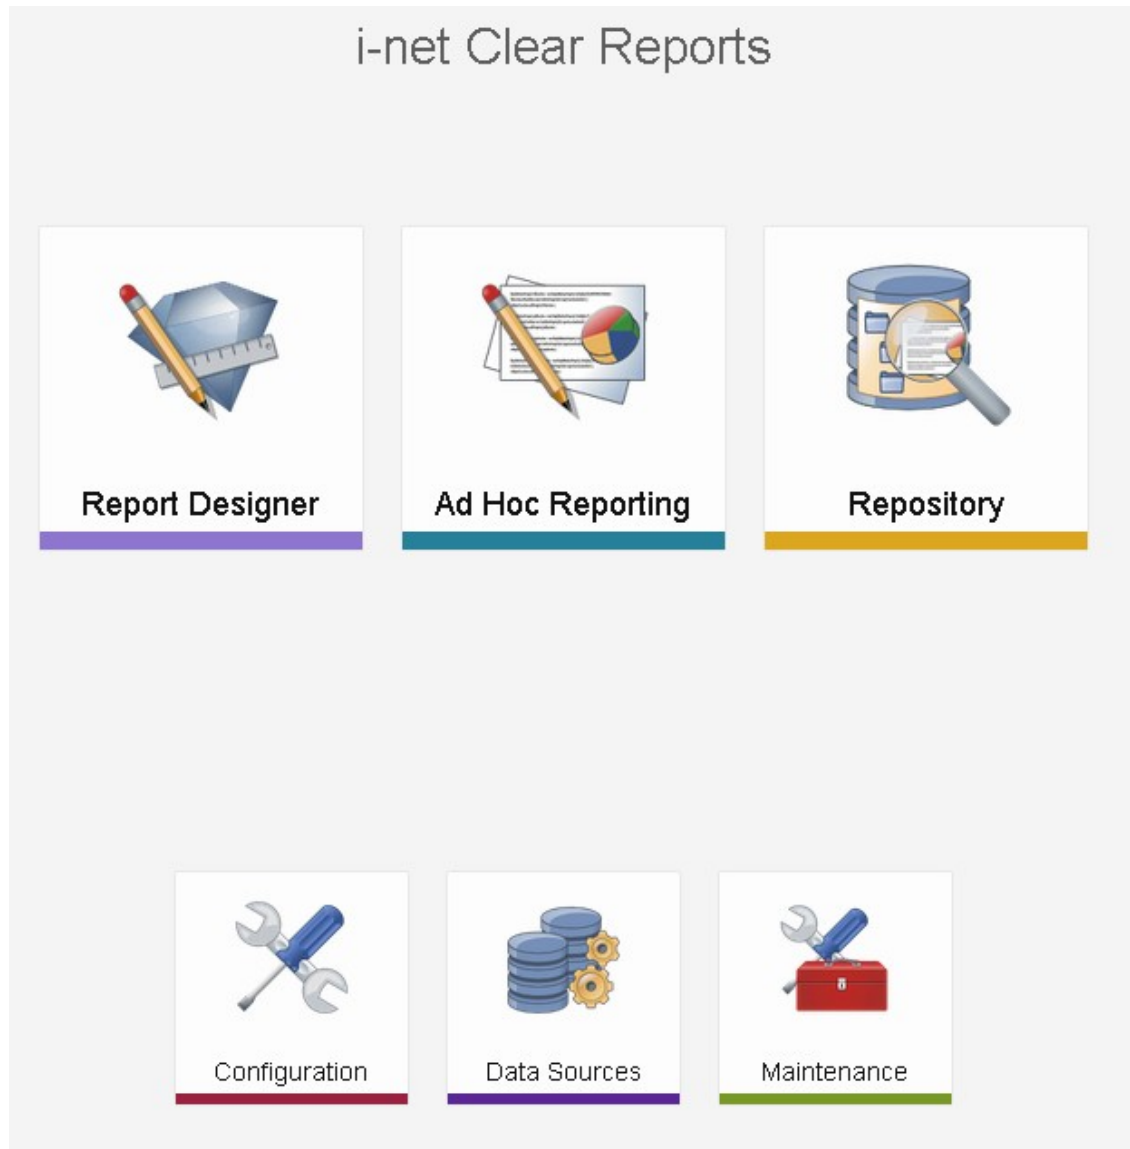 i-net Clear Reports
Report Designer
Ad Hoc Reporting
Repository
Configuration
Data Sources
Maintenance